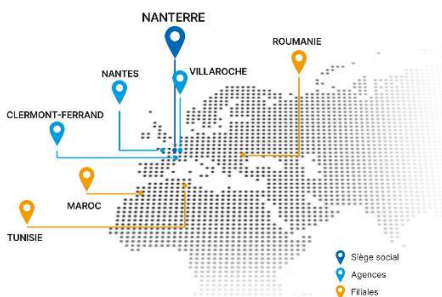 NANTERRE
ROUMANIE
NANTES
VILLAROCHE
CLERMONT-FERRAND
MAROC
TUNISIE
Siège social
Agences
Filiales